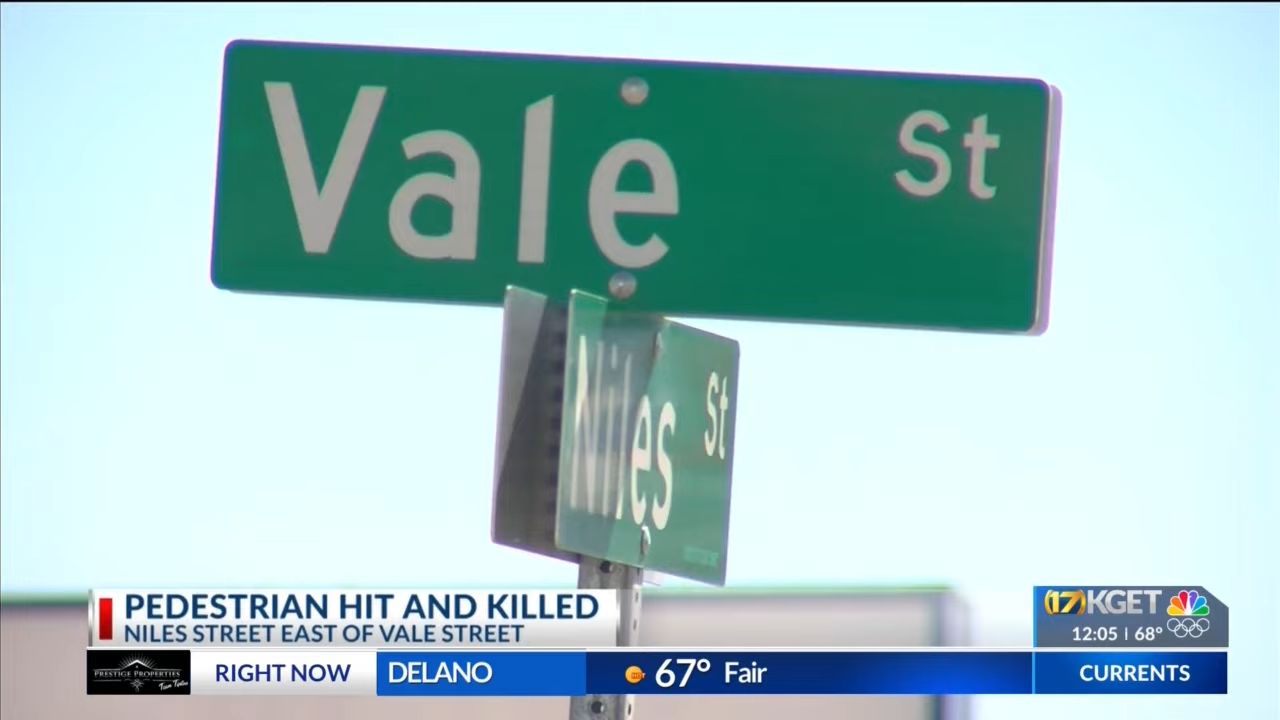 Vale St
Niles St
PEDESTRIAN HIT AND KILLED
NILES STREET EAST OF VALE STREET
17 KGET
12:05 | 68°
PRESTIGE PROPERTIES
RIGHT NOW
DELANO
67° Fair
CURRENTS